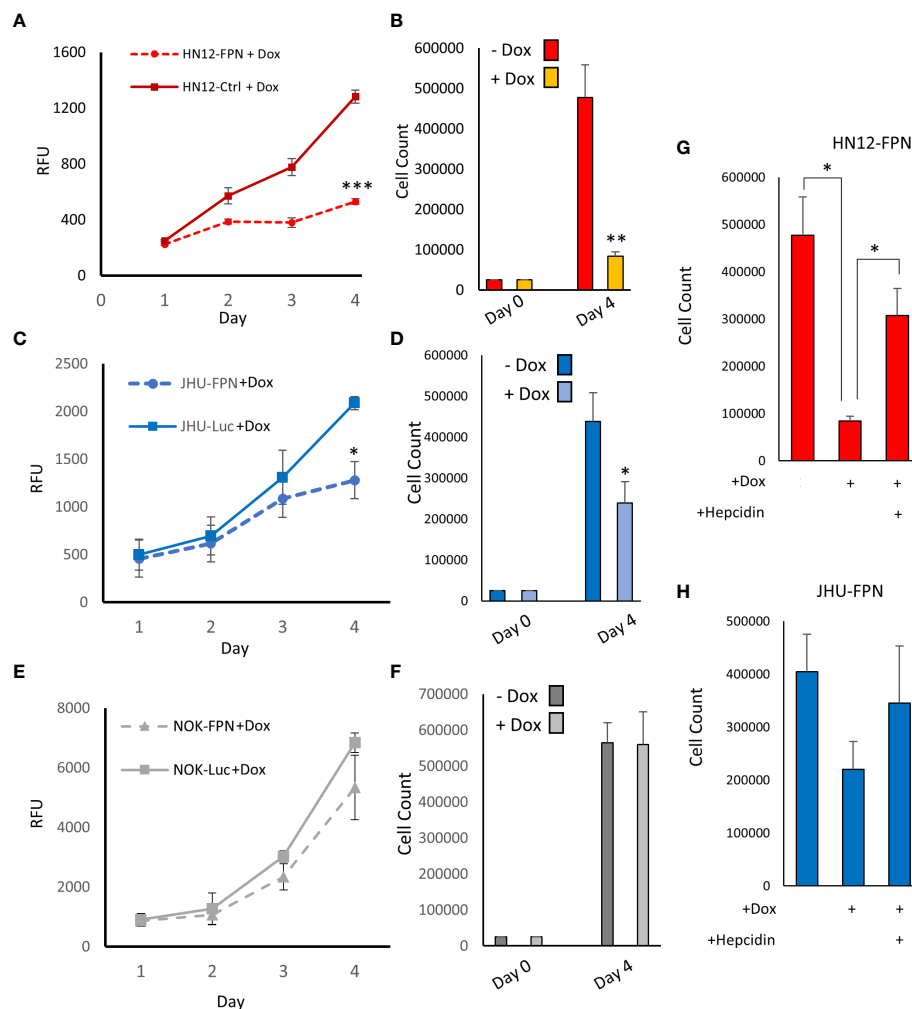 A
1600
1200
800
400
0
RFU
0
1
2
3
4
Day
HN12-FPN + Dox
HN12-Ctrl + Dox
***
B
600000
500000
400000
300000
200000
100000
0
Cell Count
- Dox
+ Dox
**
Day 0
Day 4
C
2500
2000
1500
1000
500
0
RFU
1
2
3
4
Day
JHU-FPN+Dox
JHU-Luc+Dox
*
D
600000
500000
400000
300000
200000
100000
0
Cell Count
- Dox
+ Dox
*
Day 0
Day 4
E
8000
6000
4000
2000
0
RFU
1
2
3
4
Day
NOK-FPN+Dox
NOK-Luc+Dox
F
700000
600000
500000
400000
300000
200000
100000
0
Cell Count
- Dox
+ Dox
Day 0
Day 4
G
HN12-FPN
600000
500000
400000
300000
200000
100000
0
Cell Count
*
*
+Dox + +
+Hepcidin +
H
JHU-FPN
500000
400000
300000
200000
100000
0
Cell Count
+Dox + +
+Hepcidin +